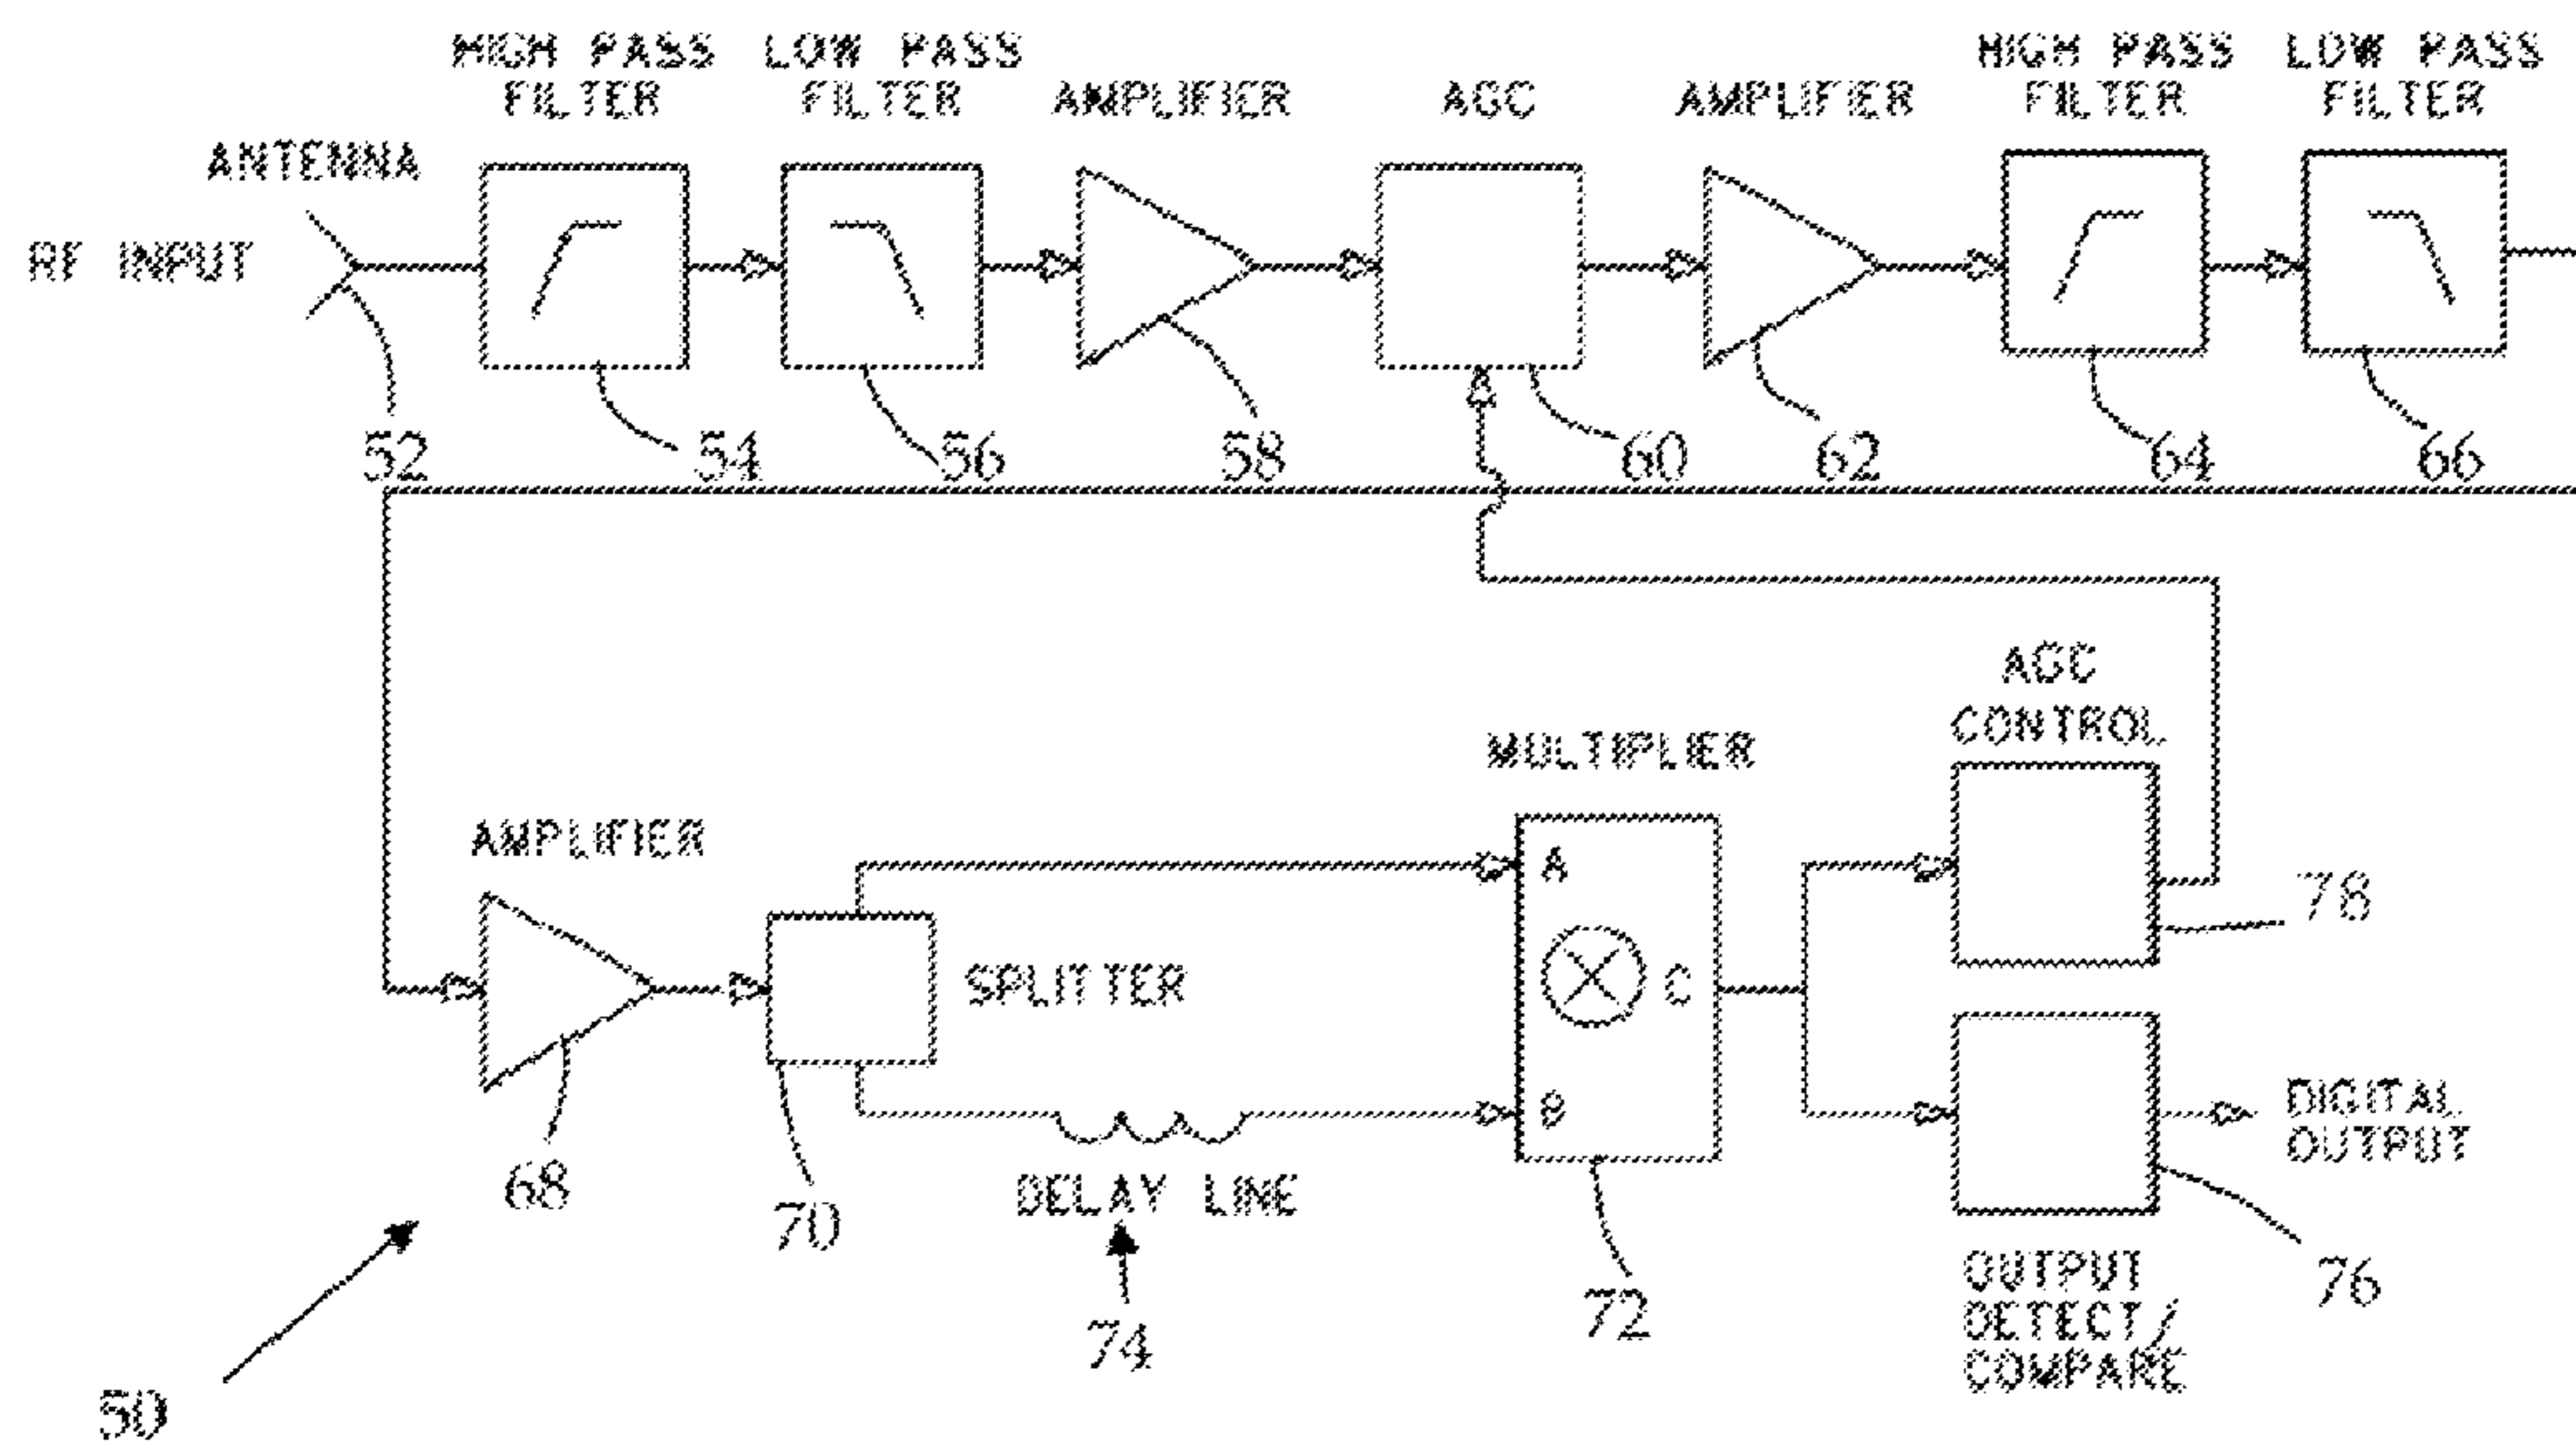 HIGH PASS
FILTER
LOW PASS
FILTER
AMPLIFIER
AGC
AMPLIFIER
HIGH PASS
FILTER
LOW PASS
FILTER
ANTENNA
RF INPUT
52
54
56
58
60
62
64
66
AGC
CONTROL
MULTIPLIER
AMPLIFIER
A
78
SPLITTER
C
B
DIGITAL
OUTPUT
68
70
DELAY LINE
74
72
OUTPUT
DETECT/
COMPARE
76
50